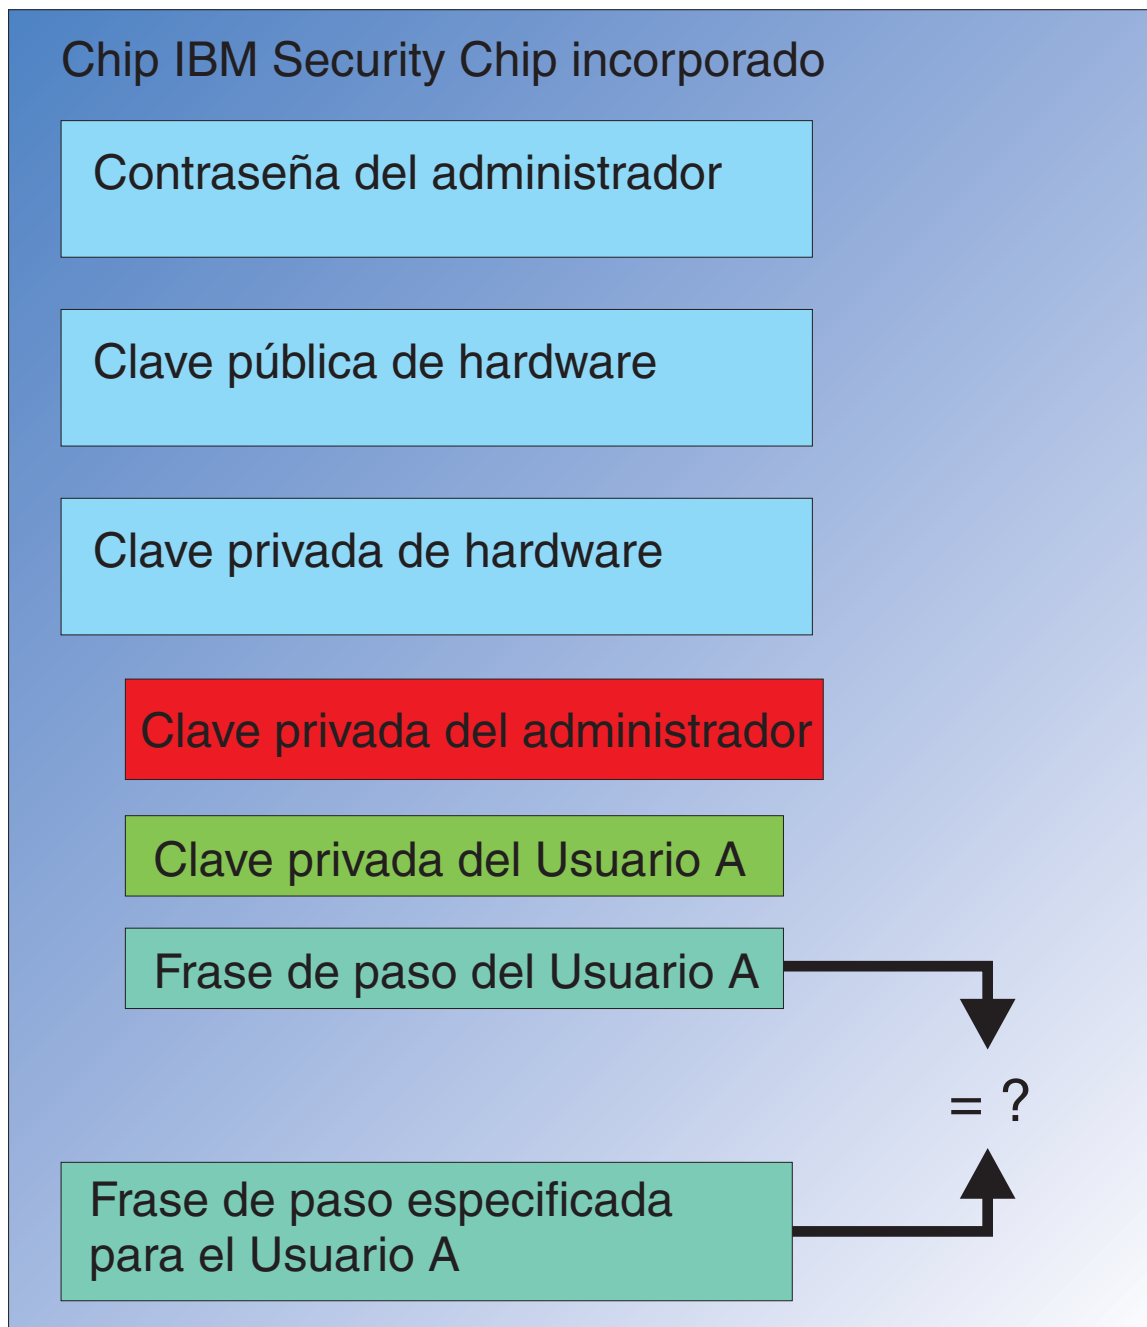 Chip IBM Security Chip incorporado
Contraseña del administrador
Clave pública de hardware
Clave privada de hardware
Clave privada del administrador
Clave privada del Usuario A
Frase de paso del Usuario A
= ?
Frase de paso especificada
para el Usuario A